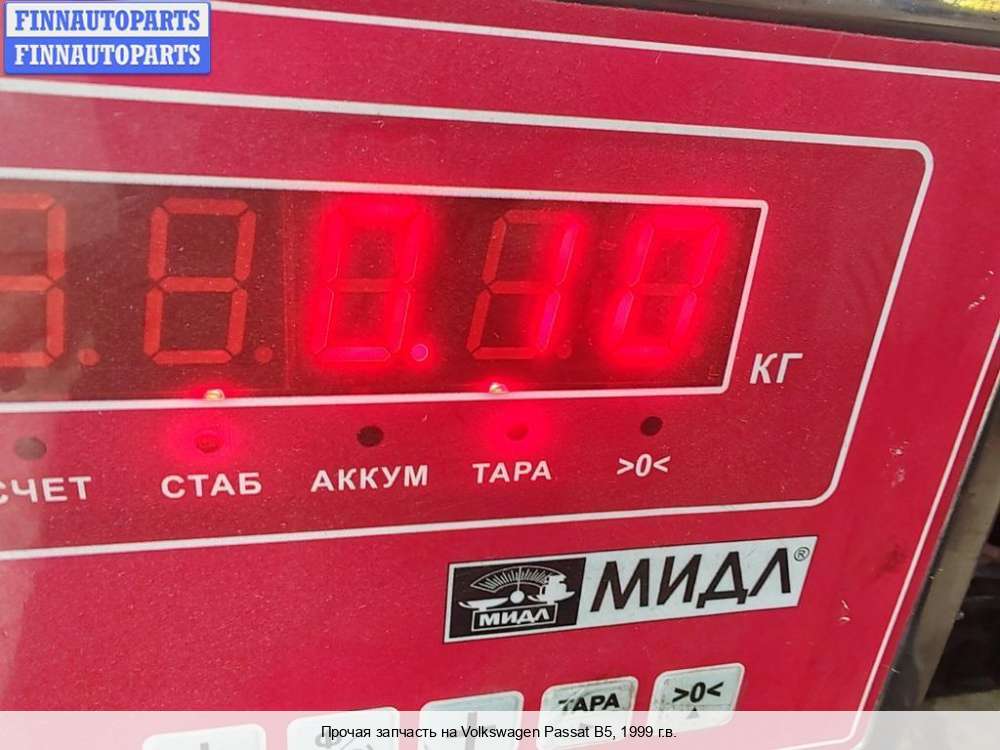 FINNAUTOPARTS
FINNAUTOPARTS
0.10
КГ
СЧЕТ СТАБ АККУМ ТАРА >0<
МИДЛ МИДЛ®
ТАРА >0<
Прочая запчасть на Volkswagen Passat B5, 1999 г.в.